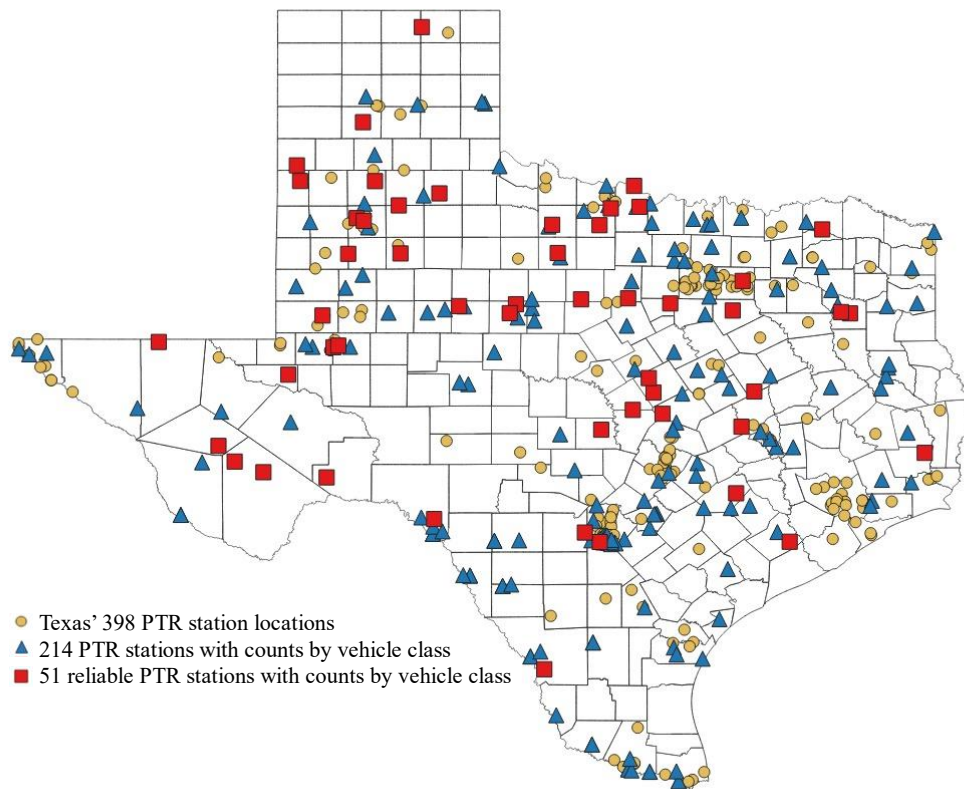 Texas’ 398 PTR station locations
214 PTR stations with counts by vehicle class
51 reliable PTR stations with counts by vehicle class